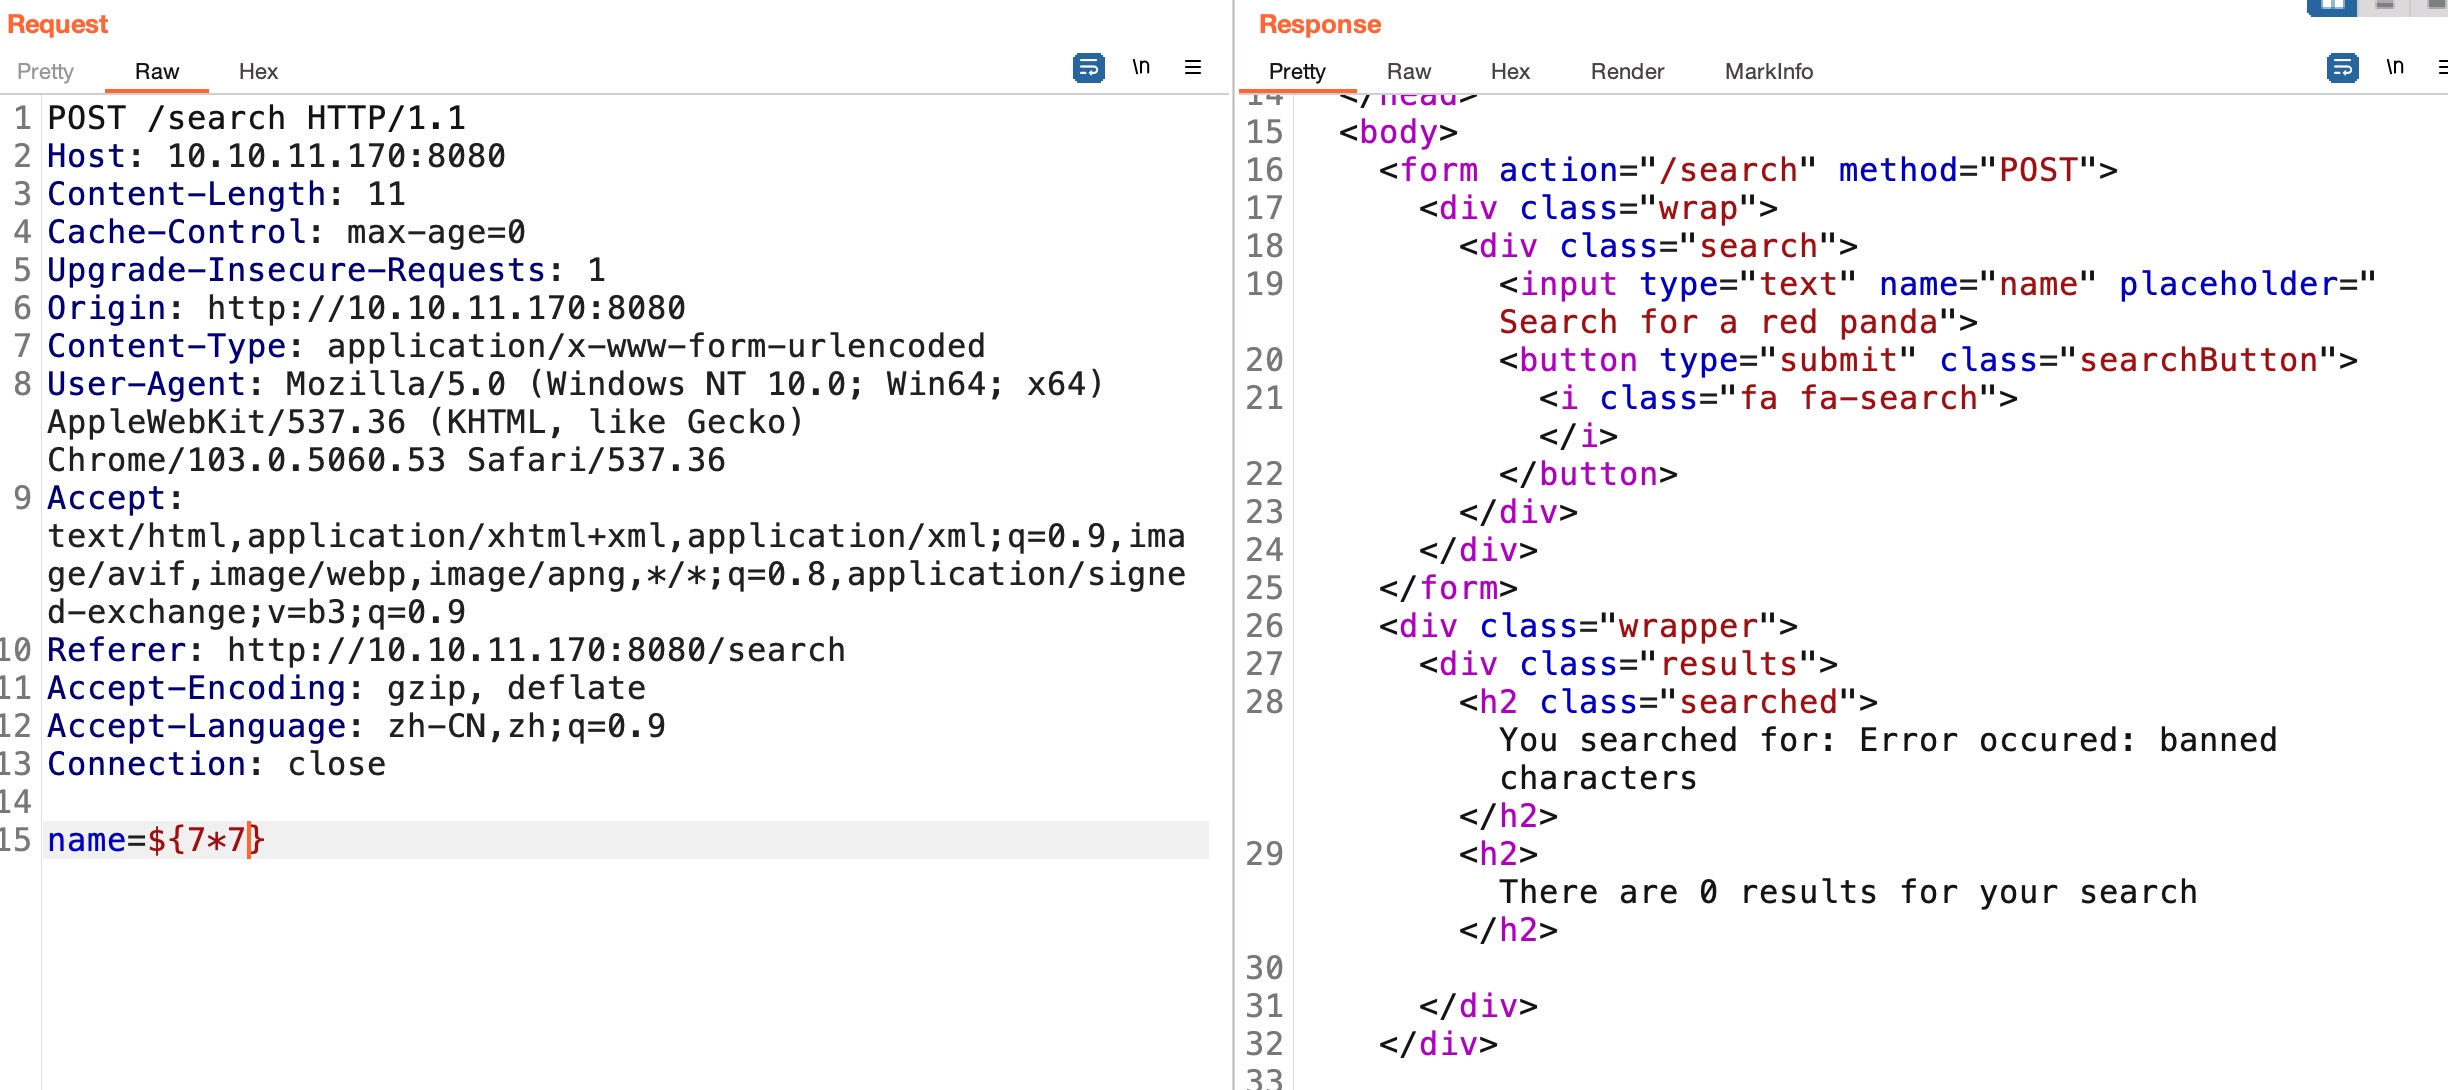 Request
Pretty Raw Hex \n
1 POST /search HTTP/1.1
2 Host: 10.10.11.170:8080
3 Content-Length: 11
4 Cache-Control: max-age=0
5 Upgrade-Insecure-Requests: 1
6 Origin: http://10.10.11.170:8080
7 Content-Type: application/x-www-form-urlencoded
8 User-Agent: Mozilla/5.0 (Windows NT 10.0; Win64; x64)
AppleWebKit/537.36 (KHTML, like Gecko)
Chrome/103.0.5060.53 Safari/537.36
9 Accept:
text/html,application/xhtml+xml,application/xml;q=0.9,ima
ge/avif,image/webp,image/apng,*/*;q=0.8,application/signe
d-exchange;v=b3;q=0.9
10 Referer: http://10.10.11.170:8080/search
11 Accept-Encoding: gzip, deflate
12 Accept-Language: zh-CN,zh;q=0.9
13 Connection: close
14
15 name=${7*7}
Response
Pretty Raw Hex Render MarkInfo \n
14 </head>
15 <body>
16 <form action="/search" method="POST">
17 <div class="wrap">
18 <div class="search">
19 <input type="text" name="name" placeholder="
Search for a red panda">
20 <button type="submit" class="searchButton">
21 <i class="fa fa-search">
</i>
22 </button>
23 </div>
24 </div>
25 </form>
26 <div class="wrapper">
27 <div class="results">
28 <h2 class="searched">
You searched for: Error occured: banned
characters
</h2>
29 <h2>
There are 0 results for your search
</h2>
30
31 </div>
32 </div>
33